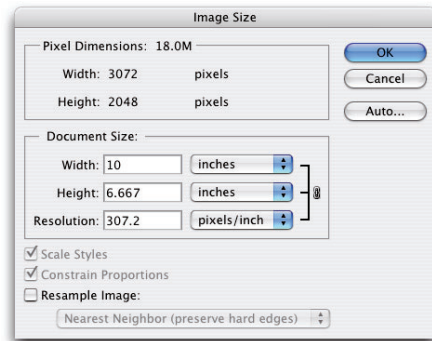 Image Size
Pixel Dimensions: 18.0M
Width: 3072 pixels
Height: 2048 pixels
Document Size:
Width: 10 inches
Height: 6.667 inches
Resolution: 307.2 pixels/inch
Scale Styles
Constrain Proportions
Resample Image:
Nearest Neighbor (preserve hard edges)
OK
Cancel
Auto...